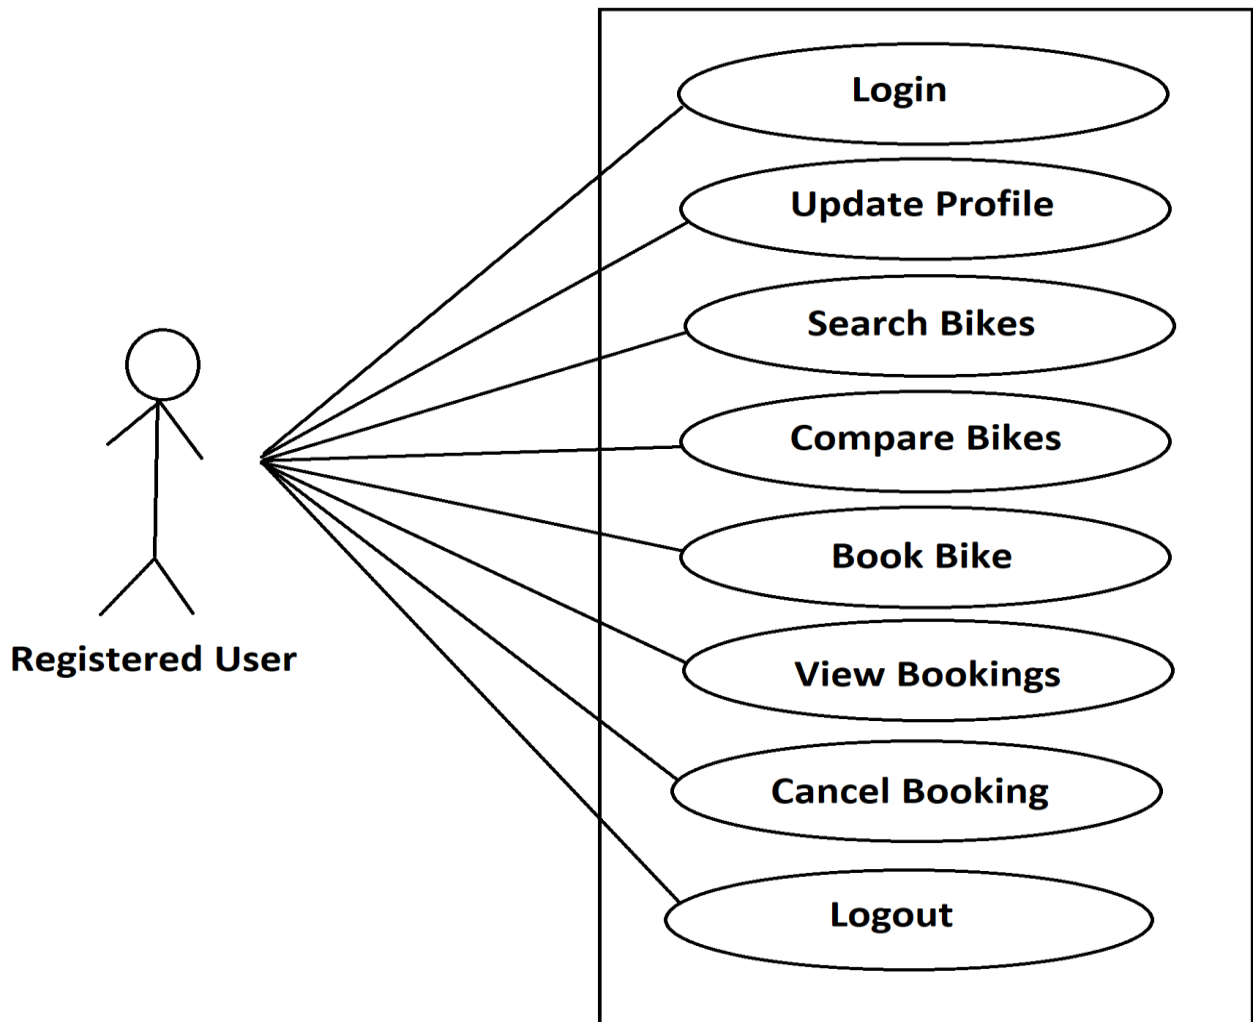 Login
Update Profile
Search Bikes
Compare Bikes
Book Bike
Registered User
View Bookings
Cancel Booking
Logout